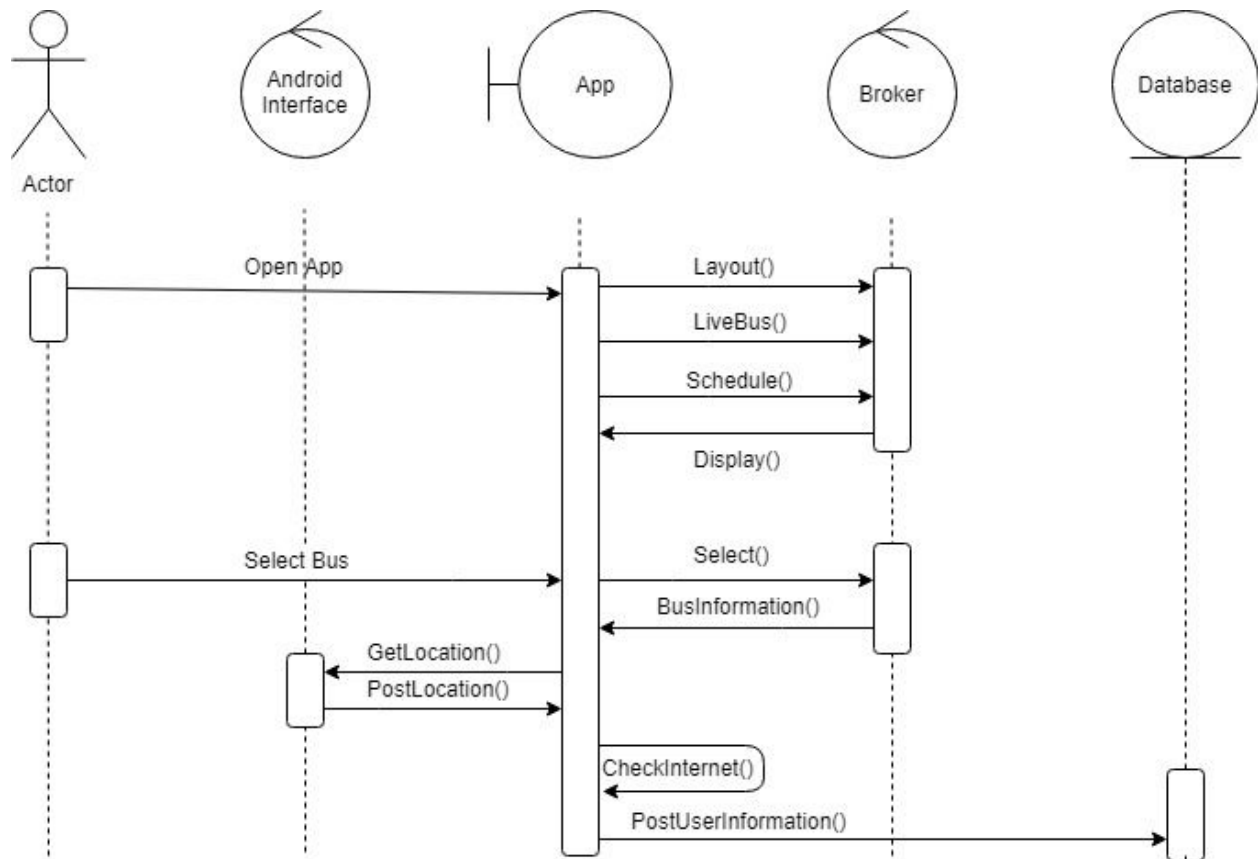 Android
Interface
App
Broker
Database
Actor
Open App
Layout()
LiveBus()
Schedule()
Display()
Select Bus
Select()
BusInformation()
GetLocation()
PostLocation()
CheckInternet()
PostUserInformation()